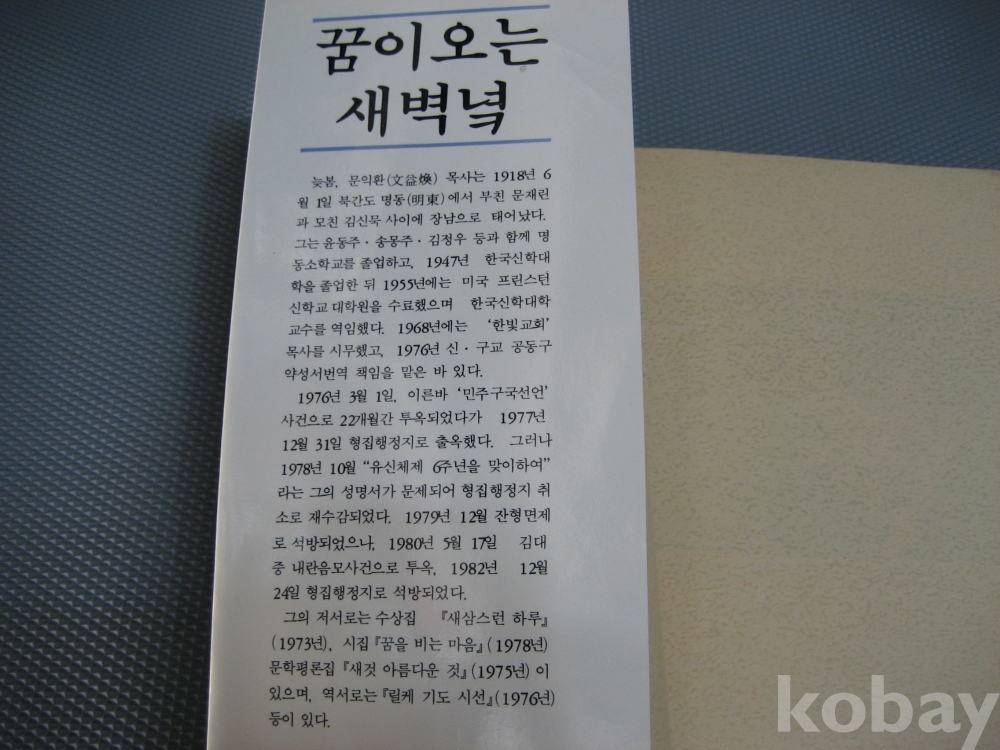 꿈이오는
새벽녘
늦봄, 문익환(文益煥) 목사는 1918년 6
월 1일 북간도 명동(明東)에서 부친 문재린
과 모친 김신묵 사이에 장남으로 태어났다.
그는 윤동주·송몽주·김정우 등과 함께 명
동소학교를 졸업하고, 1947년 한국신학대
학을 졸업한 뒤 1955년에는 미국 프린스턴
신학교 대학원을 수료했으며 한국신학대학
교수를 역임했다. 1968년에는 ‘한빛교회’
목사를 시무했고, 1976년 신·구교 공동구
약성서번역 책임을 맡은 바 있다.
1976년 3월 1일, 이른바 ‘민주구국선언’
사건으로 22개월간 투옥되었다가 1977년
12월 31일 형집행정지로 출옥했다. 그러나
1978년 10월 “유신체제 6주년을 맞이하여”
라는 그의 성명서가 문제되어 형집행정지 취
소로 재수감되었다. 1979년 12월 잔형면제
로 석방되었으나, 1980년 5월 17일 김대
중 내란음모사건으로 투옥, 1982년 12월
24일 형집행정지로 석방되었다.
그의 저서로는 수상집 『새삼스런 하루』
(1973년), 시집 『꿈을 비는 마음』(1978년)
문학평론집 『새것 아름다운 것』(1975년) 이
있으며, 역서로는 『릴케 기도 시선』(1976년)
등이 있다.
kobay